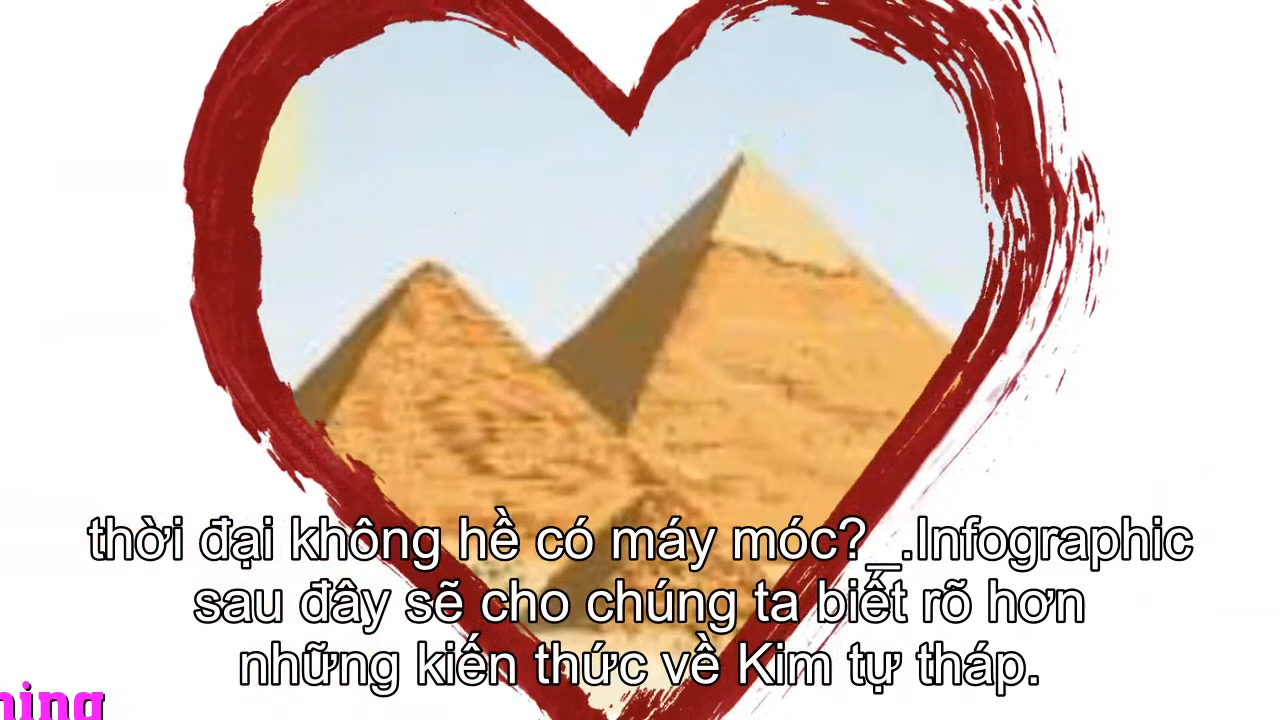 thời đại không hề có máy móc?_.Infographic
sau đây sẽ cho chúng ta biết rõ hơn
những kiến thức về Kim tự tháp.